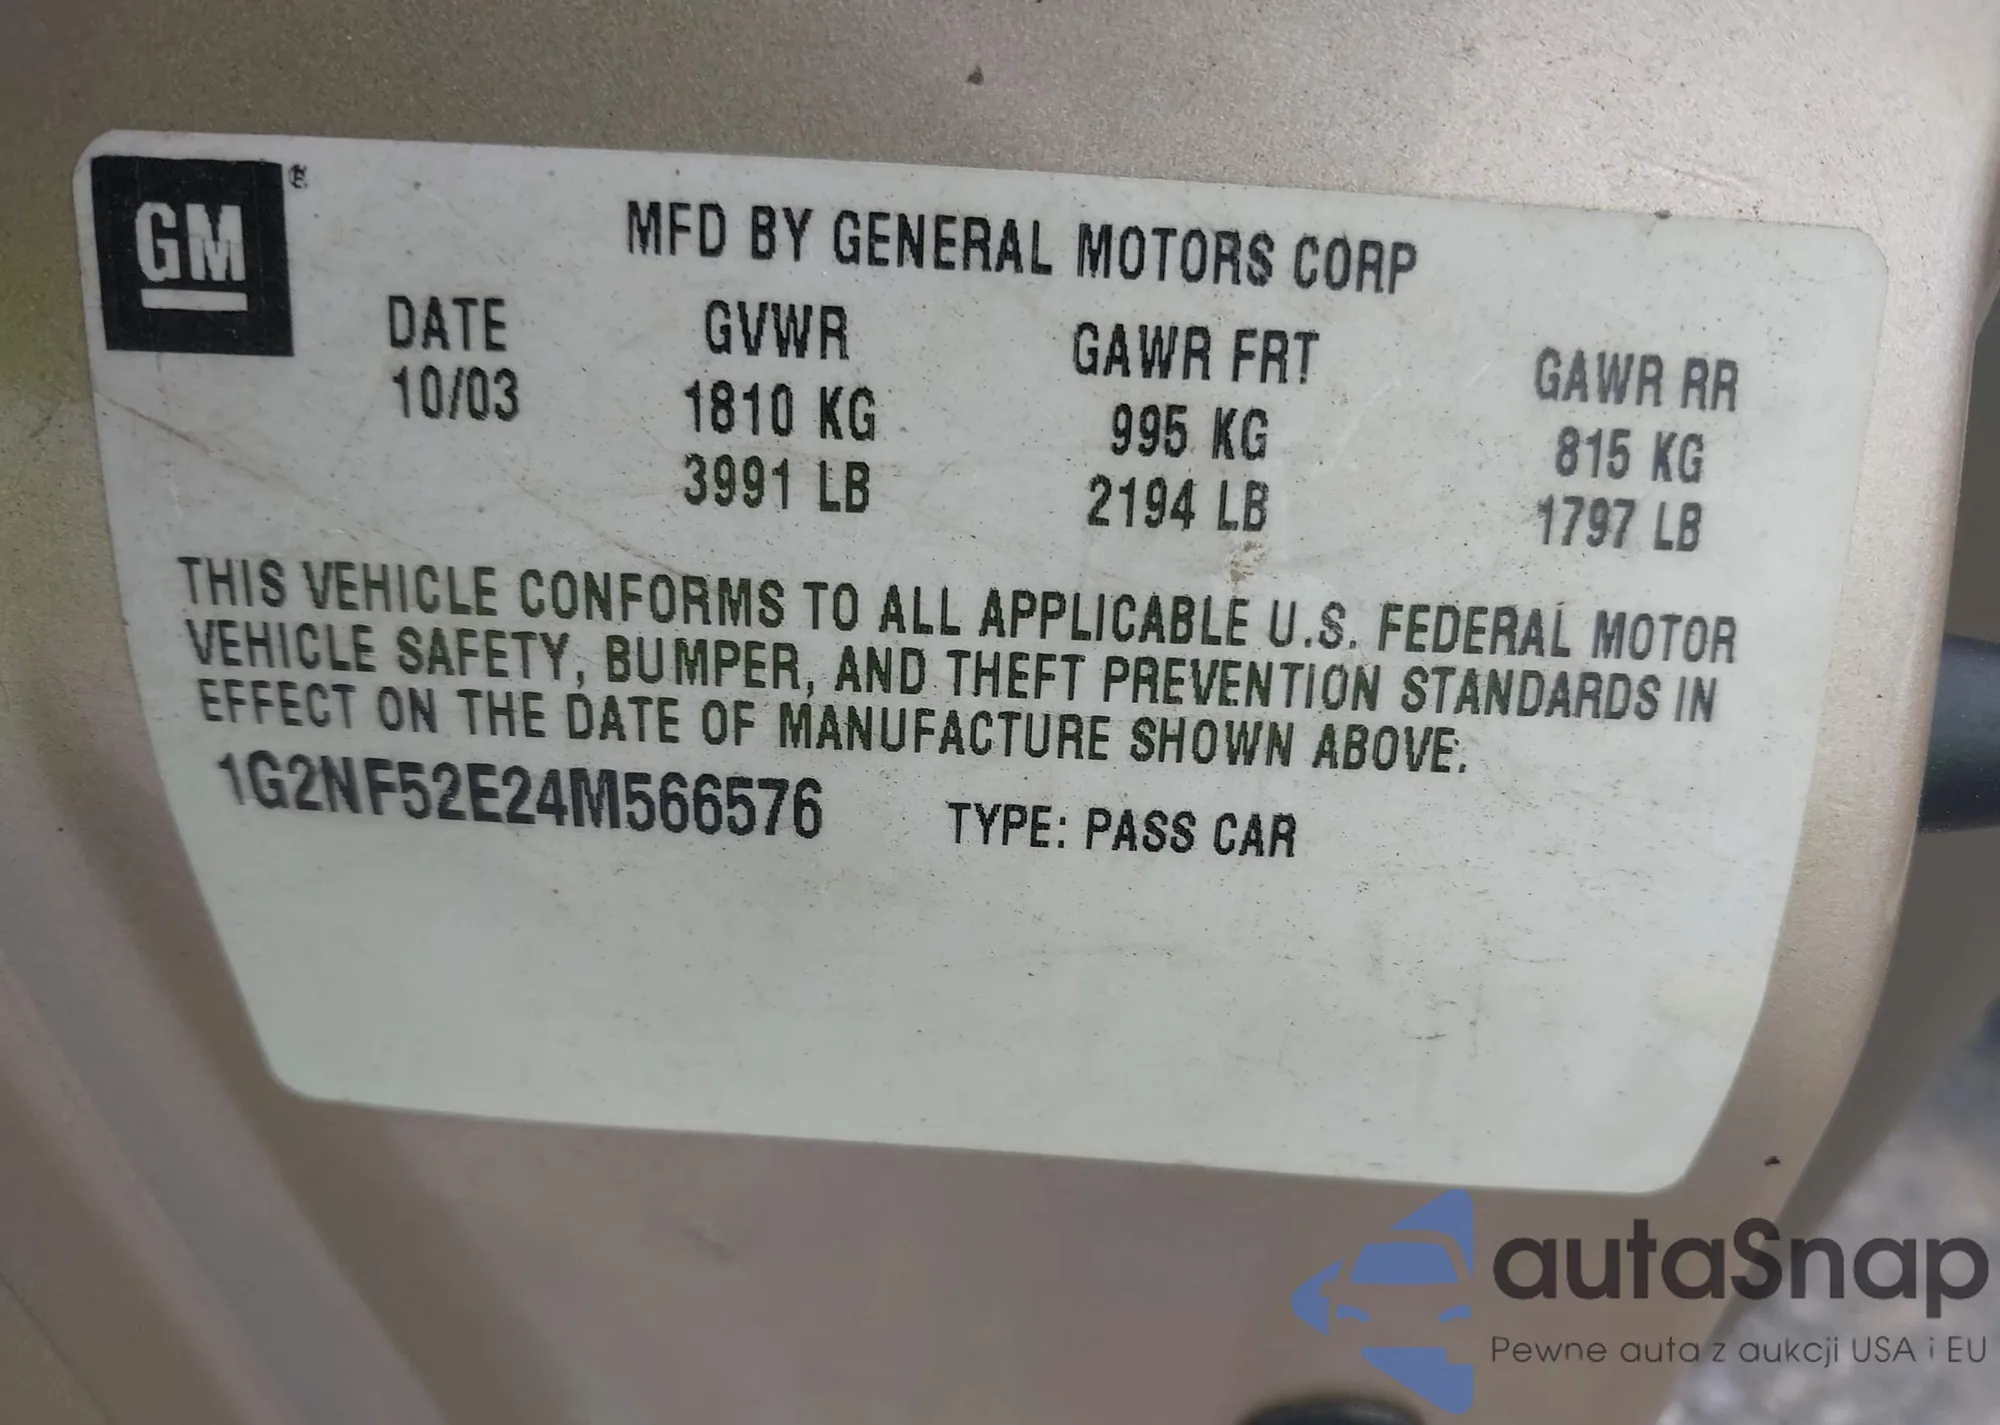 GM®
MFD BY GENERAL MOTORS CORP
DATE GVWR GAWR FRT GAWR RR
10/03 1810 KG 995 KG 815 KG
3991 LB 2194 LB 1797 LB
THIS VEHICLE CONFORMS TO ALL APPLICABLE U.S. FEDERAL MOTOR
VEHICLE SAFETY, BUMPER, AND THEFT PREVENTION STANDARDS IN
EFFECT ON THE DATE OF MANUFACTURE SHOWN ABOVE.
1G2NF52E24M566576 TYPE: PASS CAR
autaSnap
Pewne auta z aukcji USA i EU